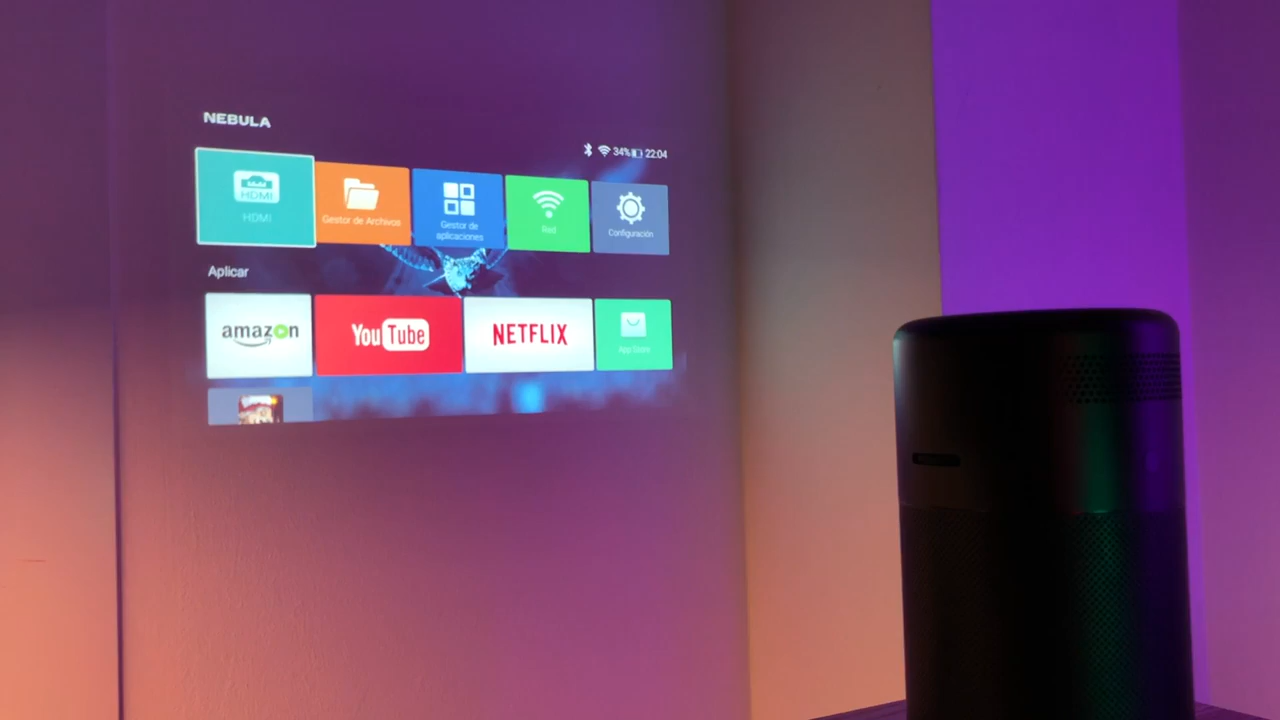 NEBULA
34% 22:04
HDMI
HDMI
Gestor de Archivos
Gestor de
aplicaciones
Red
Configuración
Aplicar
amazon
YouTube
NETFLIX
App Store